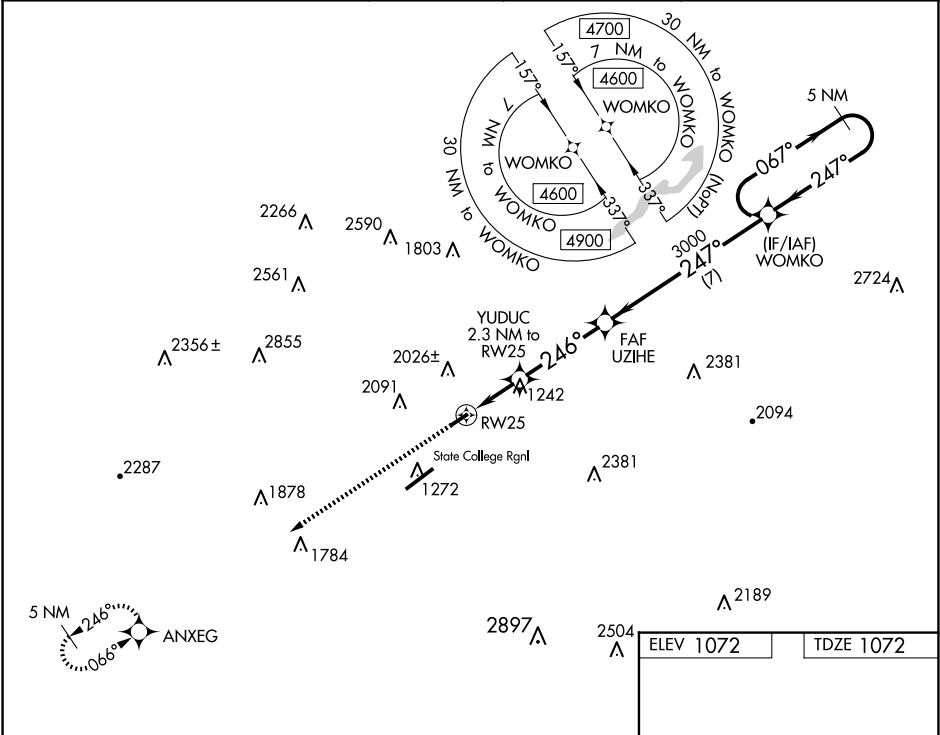 4700
30 NM to WOMKO (NoPT)
7 NM to WOMKO
157°
4600
WOMKO
337°
157°
7 NM to WOMKO
30 NM to WOMKO
WOMKO
4600
337°
4900
5 NM
067°
247°
(IF/IAF)
WOMKO
3000
247°
(7)
2266
2590
1803
2561
2724
YUDUC
2.3 NM to
RW25
246°
FAF
UZIHE
2356±
2855
2026±
2381
2091
1242
2094
RW25
State College Rgnl
2287
1272
2381
1878
1784
5 NM
246°
066°
ANXEG
2189
2897
2504
ELEV 1072
TDZE 1072